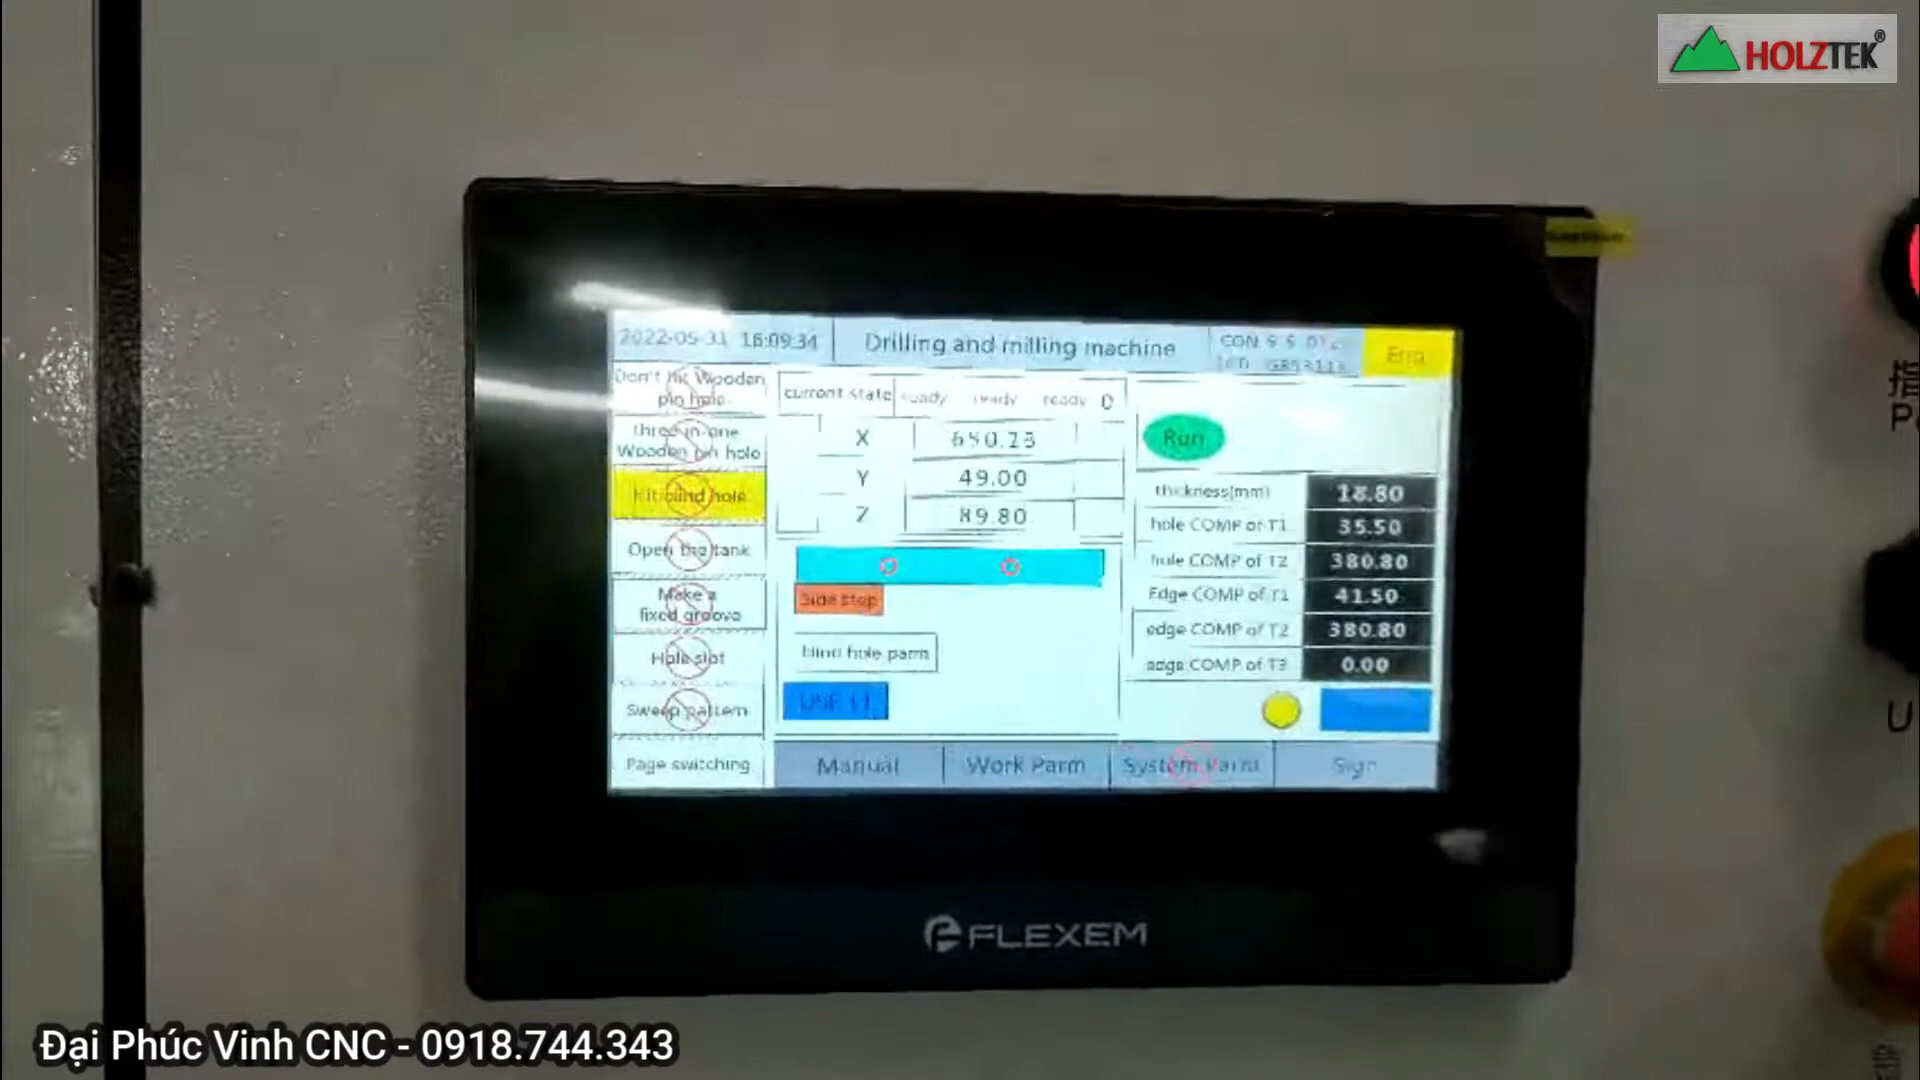 HOLZTEK®
2022-05-31 16:09:34
Drilling and milling machine
Eng
Don't hit Wooden
pin hole
current state ready ready ready 0
three-in-one
Wooden pin hole
X
Y 49.00
Z 89.80
Run
Hit blind hole
thickness(mm) 18.80
hole COMP of T1 35.50
Open the tank
hole COMP of T2 380.80
Make a
fixed groove
Side stop
Edge COMP of T1 41.50
edge COMP of T2 380.80
Hole slot
blind hole parm
edge COMP of T3 0.00
Sweep pattern
Page switching
Manual
Work Parm
System Parm
Sign
FLEXEM
指
U
Đại Phúc Vinh CNC - 0918.744.343